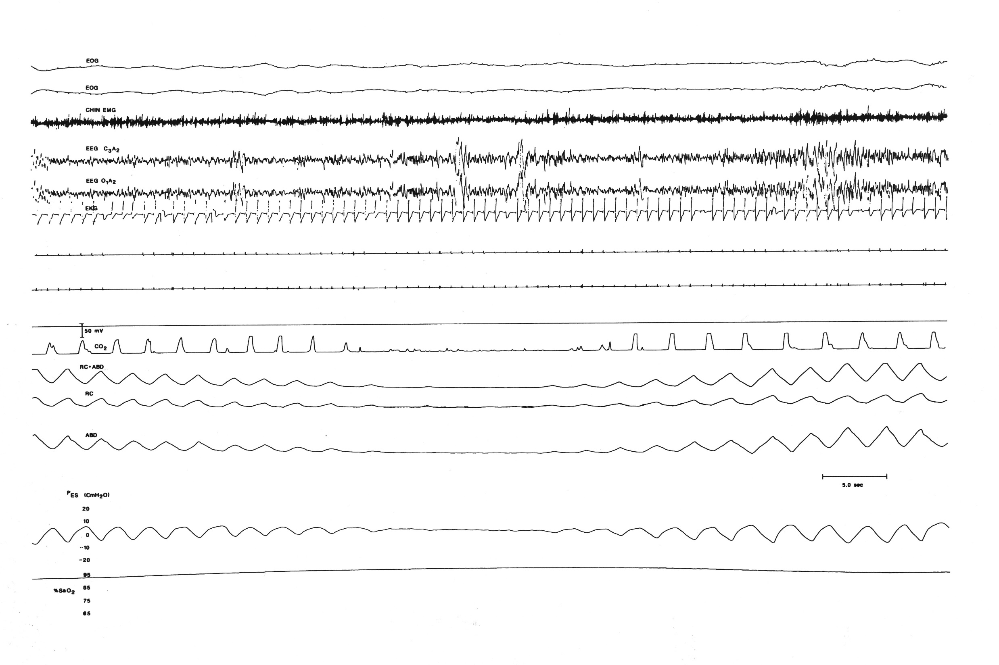 EOG
EOG
CHIN EMG
EEG C₃A₂
EEG O₁A₂
EKG
50 mV
CO₂
RC+ABD
RC
ABD
5.0 sec
PES (CmH₂O)
20
10
0
--10
-20
95
%SaO₂ 85
75
65